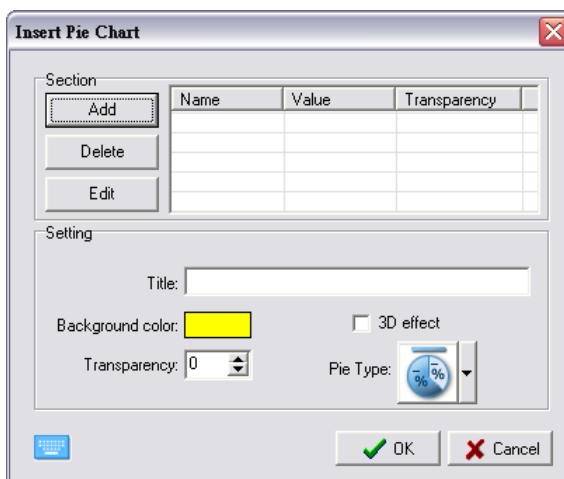 Insert Pie Chart
Section
Add
Name Value Transparency
Delete
Edit
Setting
Title:
Background color:
3D effect
Transparency: 0
Pie Type:
% %
OK
Cancel